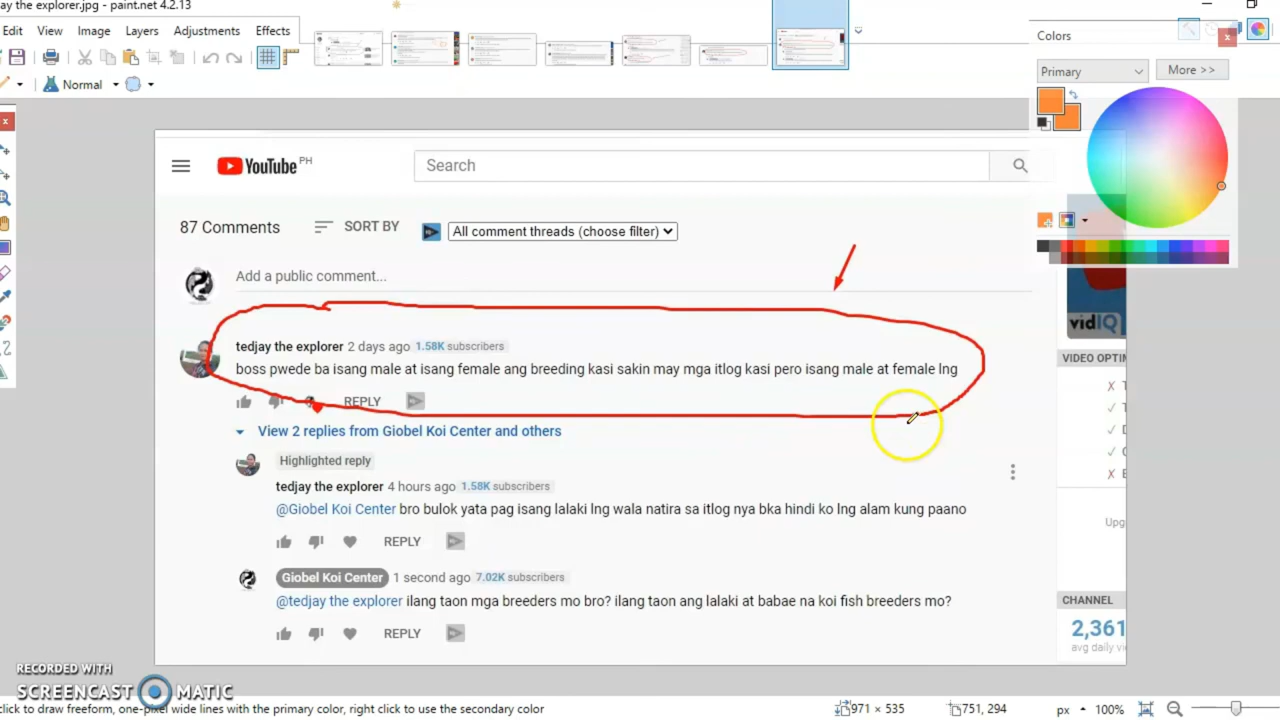 ay the explorer.jpg - paint.net 4.2.13
Edit View Image Layers Adjustments Effects
Normal
Colors
Primary
More >>
YouTube PH
Search
87 Comments SORT BY All comment threads (choose filter)
Add a public comment...
tedjay the explorer 2 days ago 1.58K subscribers
boss pwede ba isang male at isang female ang breeding kasi sakin may mga itlog kasi pero isang male at female lng
REPLY
View 2 replies from Giobel Koi Center and others
Highlighted reply
tedjay the explorer 4 hours ago 1.58K subscribers
@Giobel Koi Center bro bulok yata pag isang lalaki lng wala natira sa itlog nya bka hindi ko lng alam kung paano
REPLY
Giobel Koi Center 1 second ago 7.02K subscribers
@tedjay the explorer ilang taon mga breeders mo bro? ilang taon ang lalaki at babae na koi fish breeders mo?
REPLY
vidIQ
VIDEO OPTI
Upg
CHANNEL
2,361
avg daily vi
RECORDED WITH
SCREENCAST MATIC
click to draw freeform, one-pixel wide lines with the primary color, right click to use the secondary color
971 × 535
751, 294
px
100%